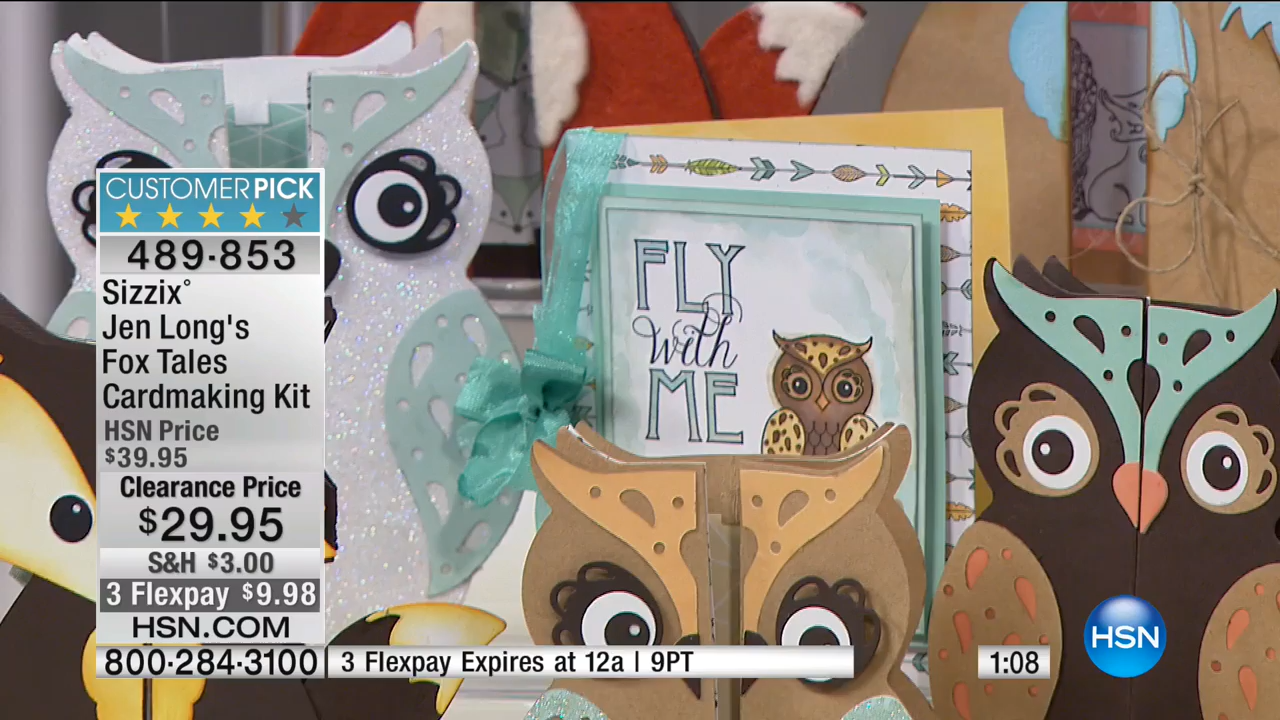 CUSTOMER PICK
489-853
Sizzix®
Jen Long's
Fox Tales
Cardmaking Kit
HSN Price
$39.95
Clearance Price
$29.95
S&H $3.00
3 Flexpay $9.98
HSN.COM
800-284-3100
3 Flexpay Expires at 12a | 9PT
1:08
HSN
FLY
with
ME